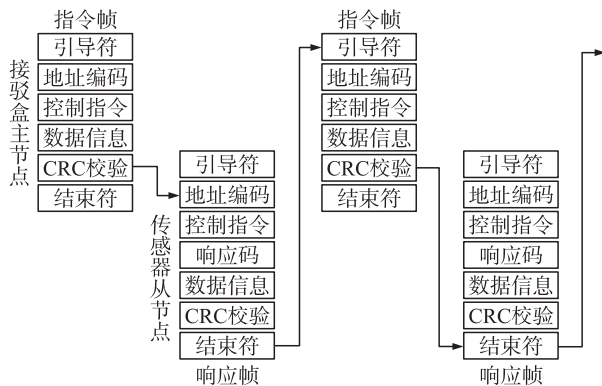 指令帧
引导符
地址编码
控制指令
数据信息
CRC校验
结束符
接驳盒主节点
引导符
地址编码
控制指令
响应码
数据信息
CRC校验
结束符
响应帧
传感器从节点
指令帧
引导符
地址编码
控制指令
数据信息
CRC校验
结束符
引导符
地址编码
控制指令
响应码
数据信息
CRC校验
结束符
响应帧